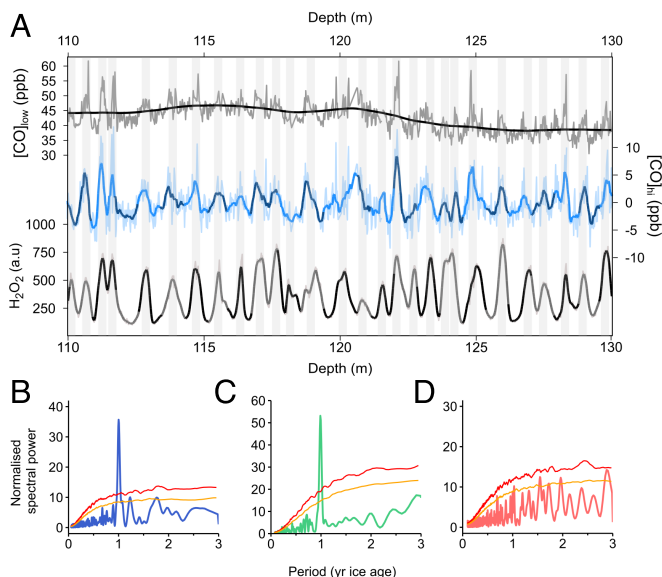 A
Depth (m)
110 115 120 125 130
60
55
50
45
40
35
30
[CO]low (ppb)
10
5
0
-5
-10
[CO]hi (ppb)
1000
750
500
250
H2O2 (a.u)
110 115 120 125 130
Depth (m)
B
C
D
Normalised
spectral power
40
30
20
10
0
0 1 2 3
60
50
40
30
20
10
0
0 1 2 3
30
20
10
0
0 1 2 3
Period (yr ice age)